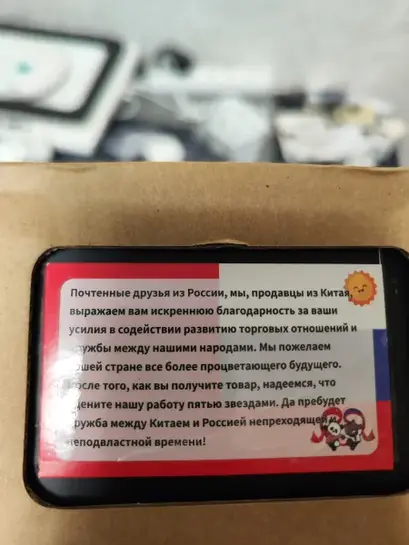 Почтенные друзья из России, мы, продавцы из Китая,
выражаем вам искреннюю благодарность за ваши
усилия в содействии развитию торговых отношений и
дружбы между нашими народами. Мы пожелаем
вашей стране все более процветающего будущего.
После того, как вы получите товар, надеемся, что
оцените нашу работу пятью звездами. Да пребудет
дружба между Китаем и Россией непреходящей и
неподвластной времени!